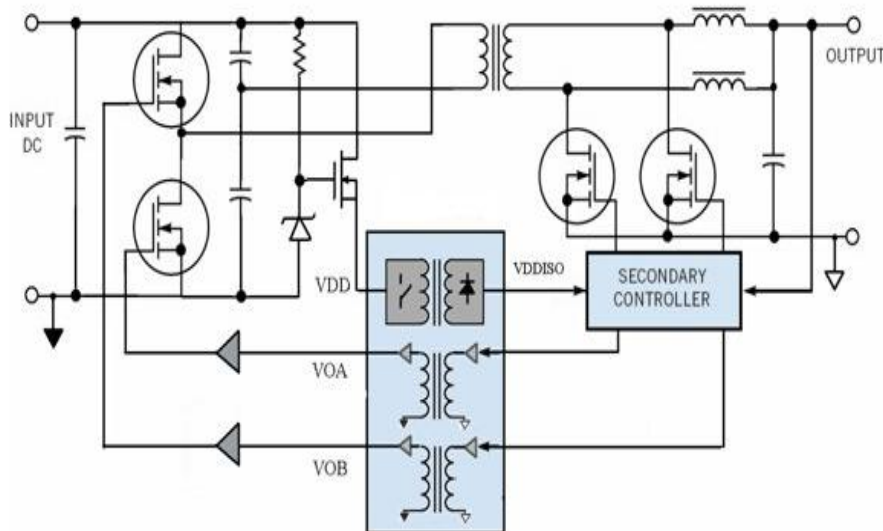 OUTPUT
INPUT
DC
VDD
VDDISO
SECONDARY
CONTROLLER
VOA
VOB